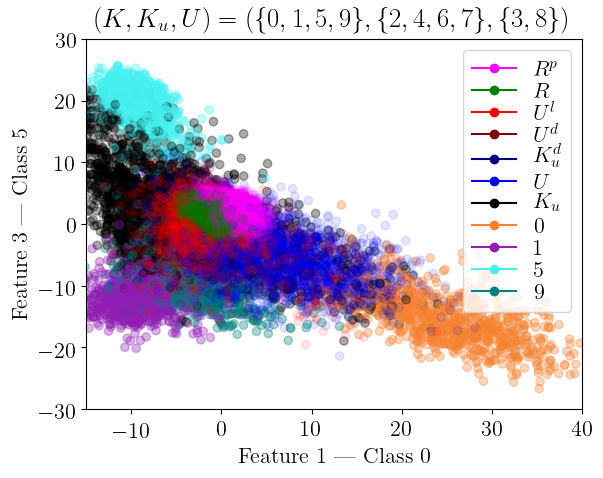 (K, K_u, U) = ({0, 1, 5, 9}, {2, 4, 6, 7}, {3, 8})
30
20
10
0
−10
−20
−30
Feature 3 — Class 5
R^p
R
U^l
U^d
K_u^d
U
K_u
0
1
5
9
−10
0
10
20
30
40
Feature 1 — Class 0